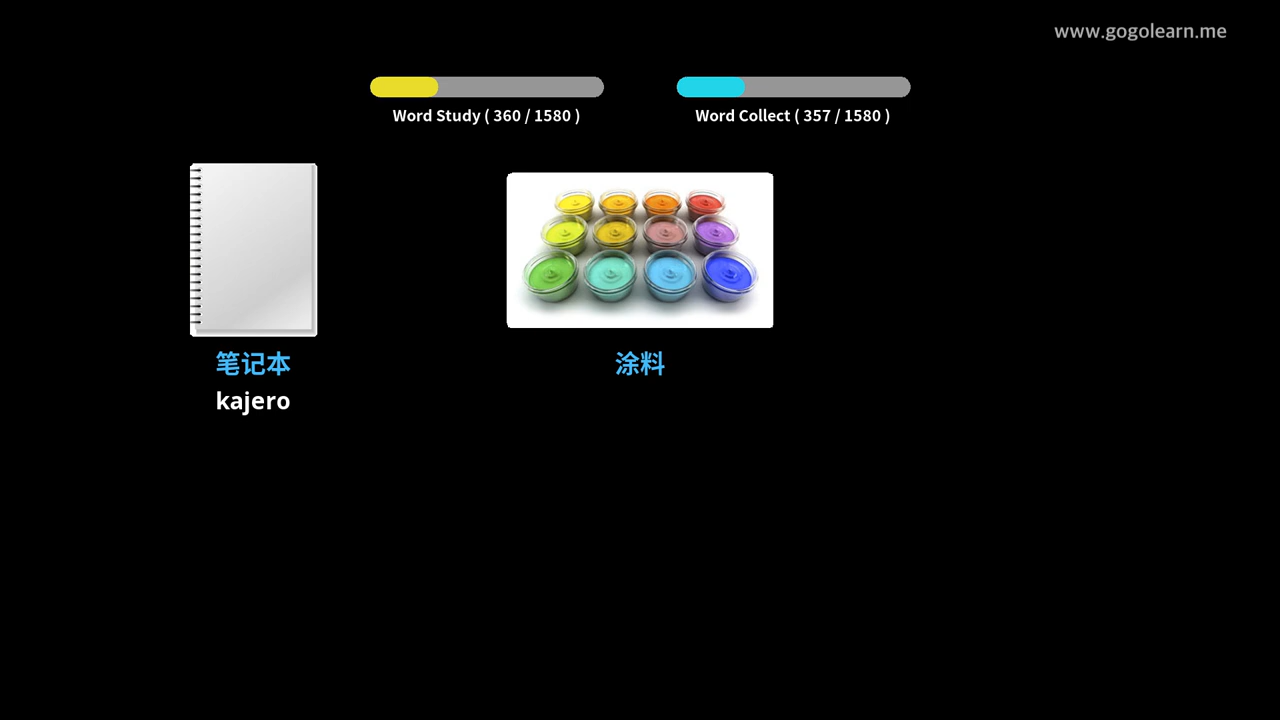 www.gogolearn.me
Word Study ( 360 / 1580 )
Word Collect ( 357 / 1580 )
笔记本
kajero
涂料